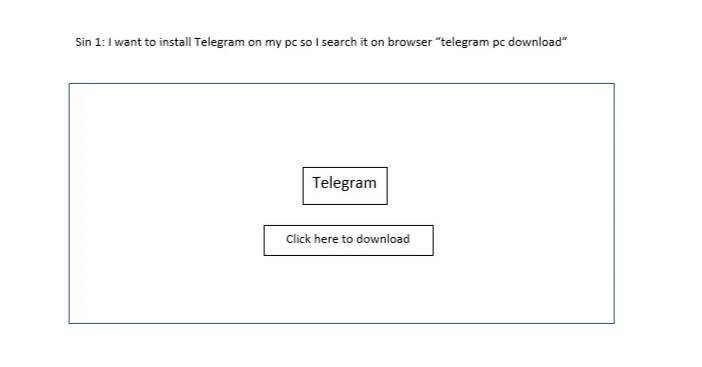 Sin 1: I want to install Telegram on my pc so I search it on browser “telegram pc download”
Telegram
Click here to download